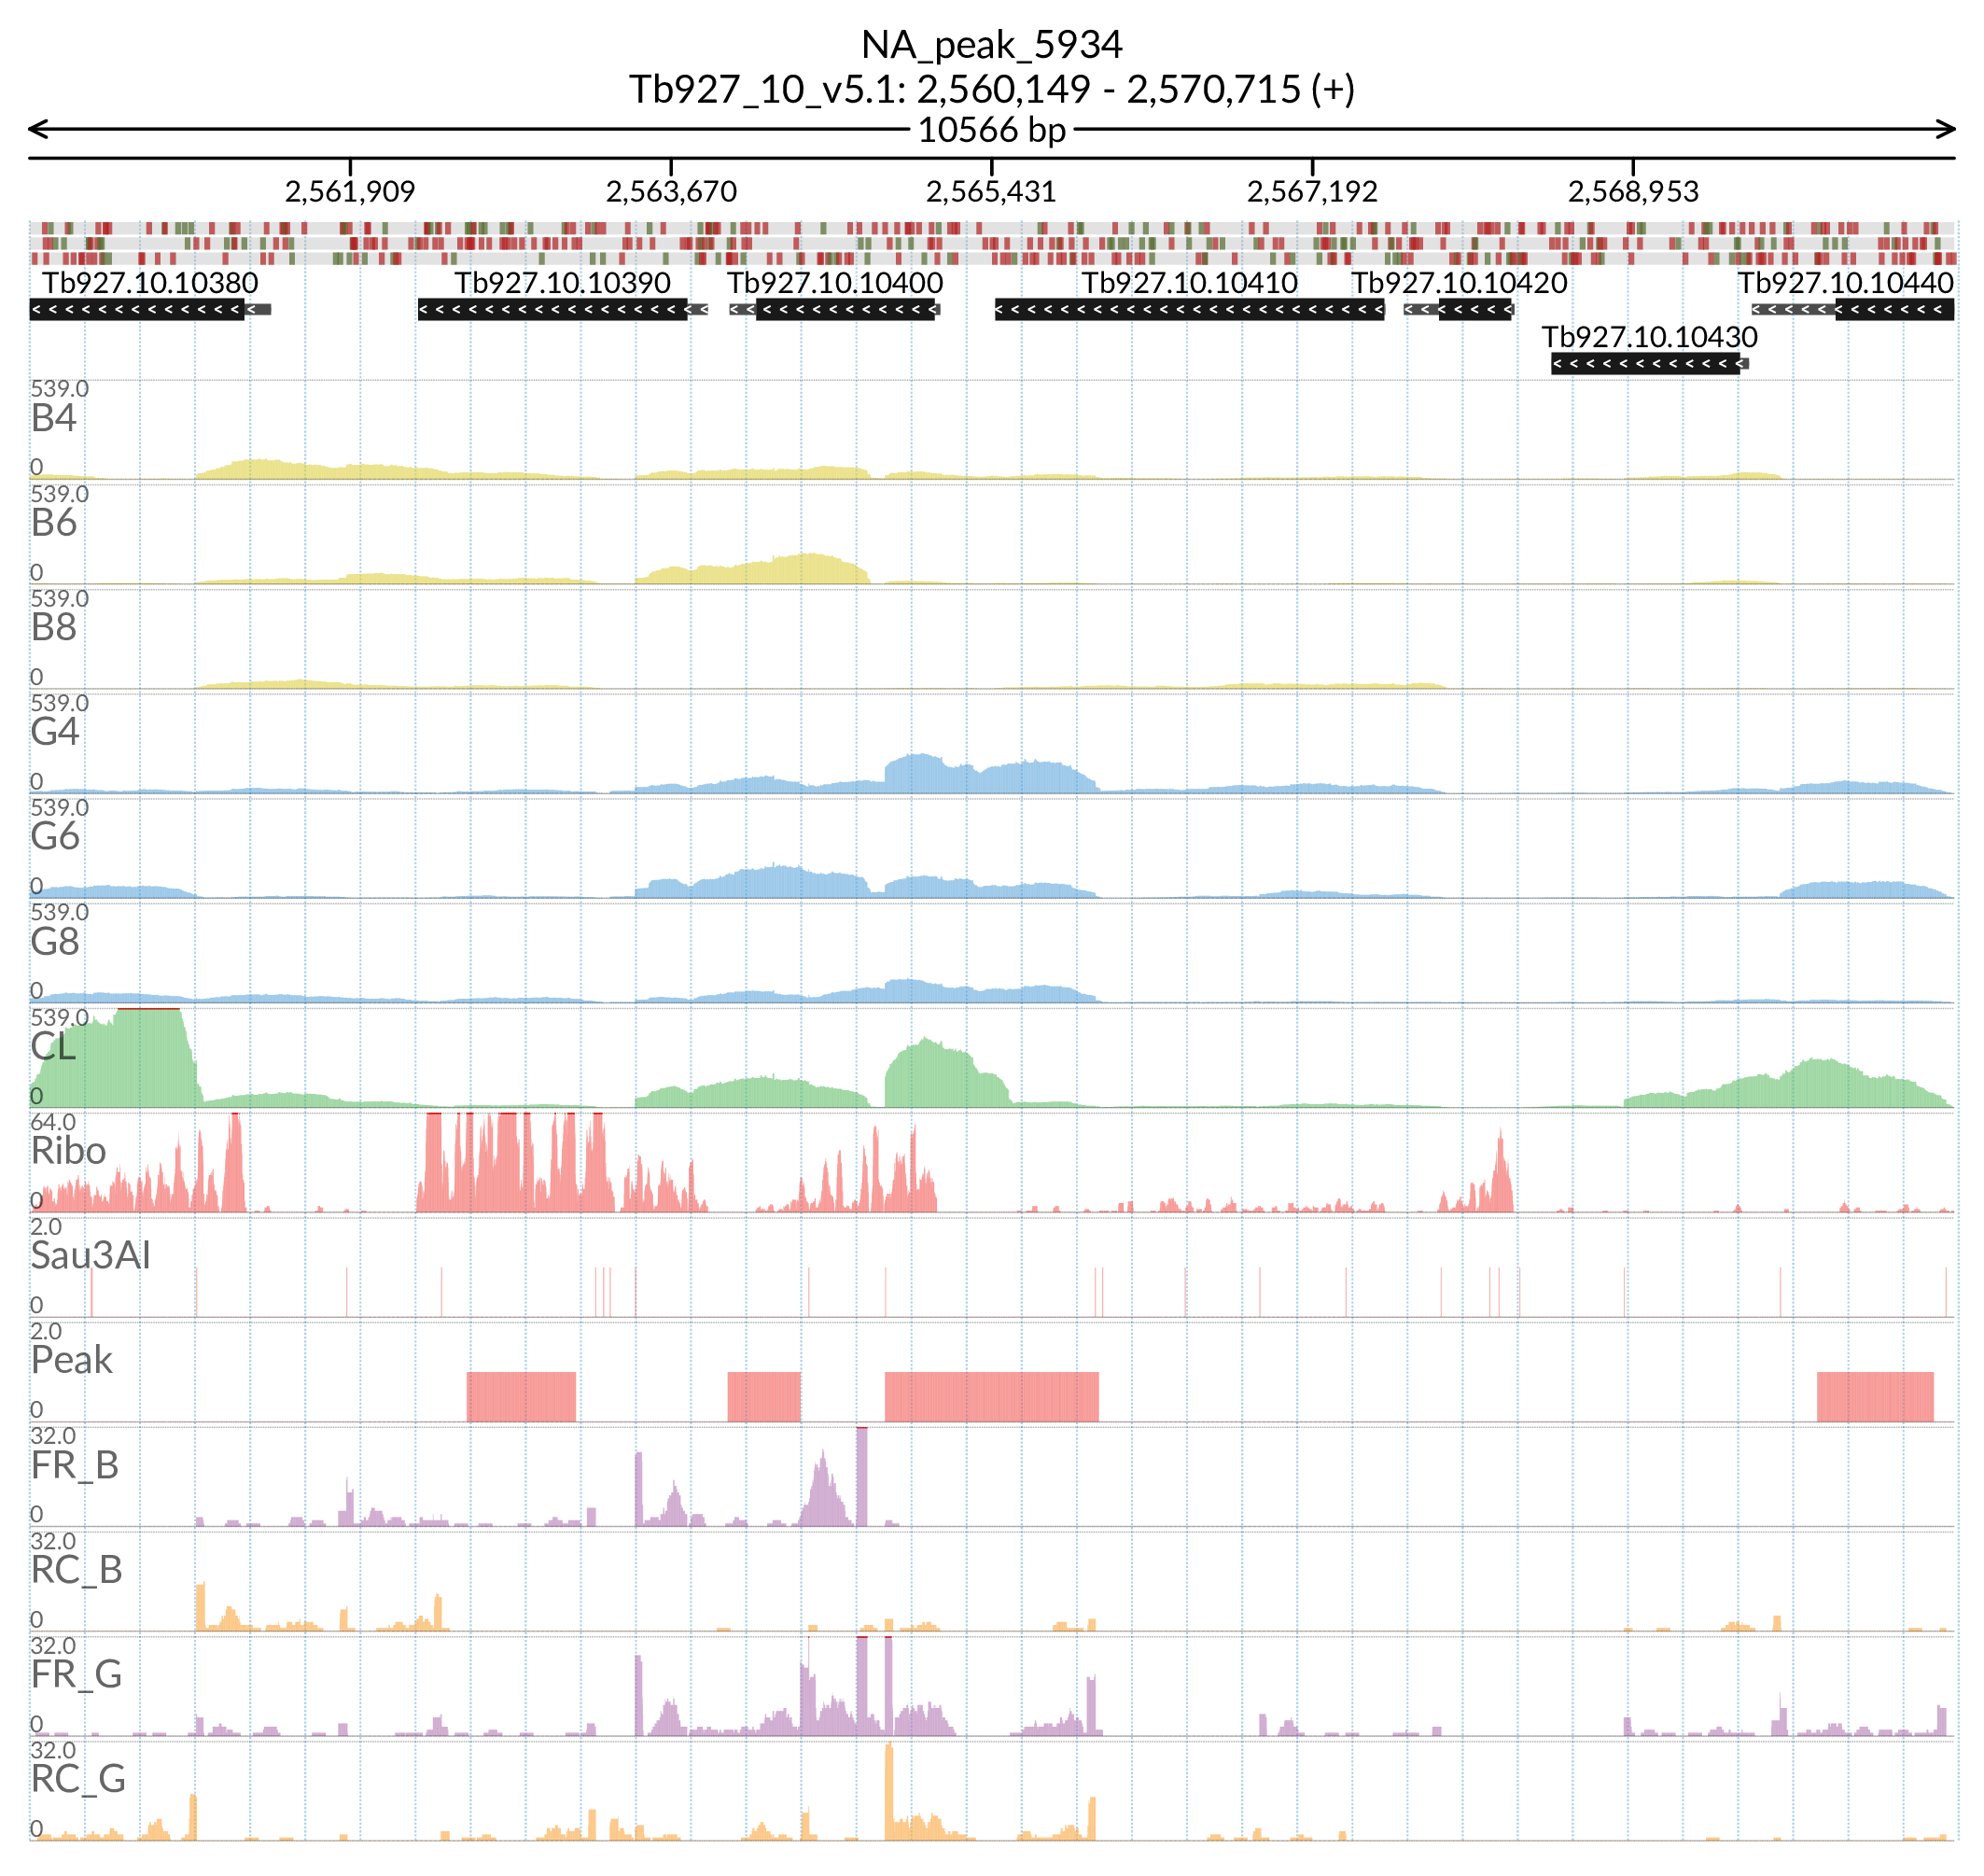 NA_peak_5934
Tb927_10_v5.1: 2,560,149 - 2,570,715 (+)
10566 bp
2,561,909 2,563,670 2,565,431 2,567,192 2,568,953
Tb927.10.10380 Tb927.10.10390 Tb927.10.10400 Tb927.10.10410 Tb927.10.10420 Tb927.10.10440
Tb927.10.10430
539.0
B4
0
539.0
B6
0
539.0
B8
0
539.0
G4
0
539.0
G6
0
539.0
G8
0
539.0
CL
0
64.0
Ribo
0
2.0
Sau3AI
0
2.0
Peak
0
32.0
FR_B
0
32.0
RC_B
0
32.0
FR_G
0
32.0
RC_G
0